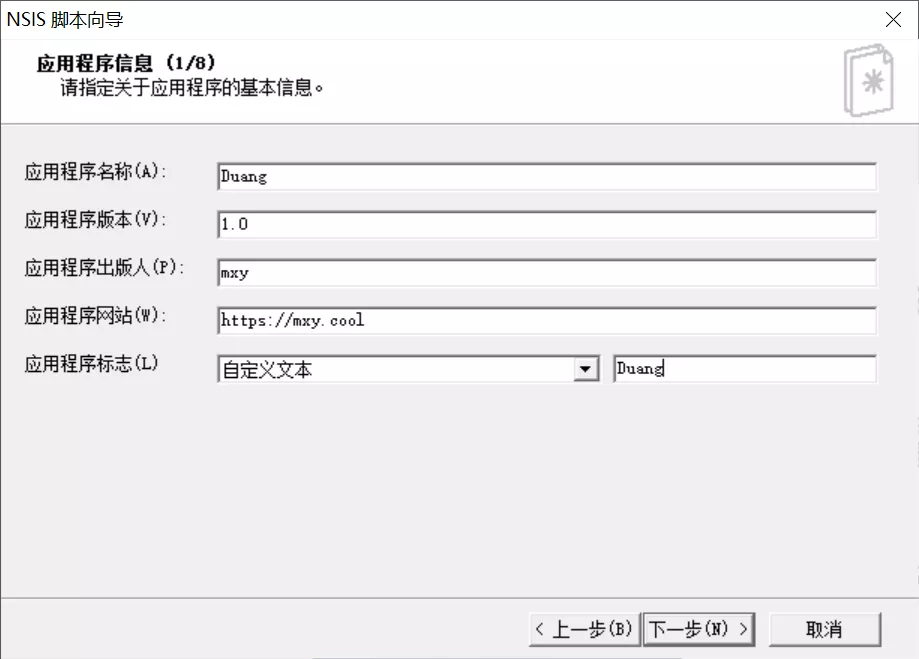 NSIS 脚本向导
应用程序信息 (1/8)
请指定关于应用程序的基本信息。
应用程序名称(A): Duang
应用程序版本(V): 1.0
应用程序出版人(P): mxy
应用程序网站(W): https://mxy.cool
应用程序标志(L) 自定义文本 Duang
< 上一步(B) 下一步(N) > 取消